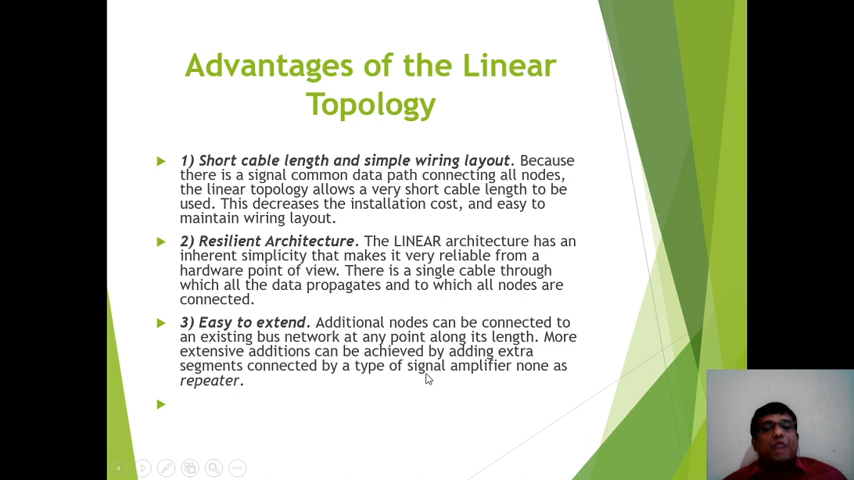 Advantages of the Linear
Topology
1) Short cable length and simple wiring layout. Because
there is a signal common data path connecting all nodes,
the linear topology allows a very short cable length to be
used. This decreases the installation cost, and easy to
maintain wiring layout.
2) Resilient Architecture. The LINEAR architecture has an
inherent simplicity that makes it very reliable from a
hardware point of view. There is a single cable through
which all the data propagates and to which all nodes are
connected.
3) Easy to extend. Additional nodes can be connected to
an existing bus network at any point along its length. More
extensive additions can be achieved by adding extra
segments connected by a type of signal amplifier none as
repeater.